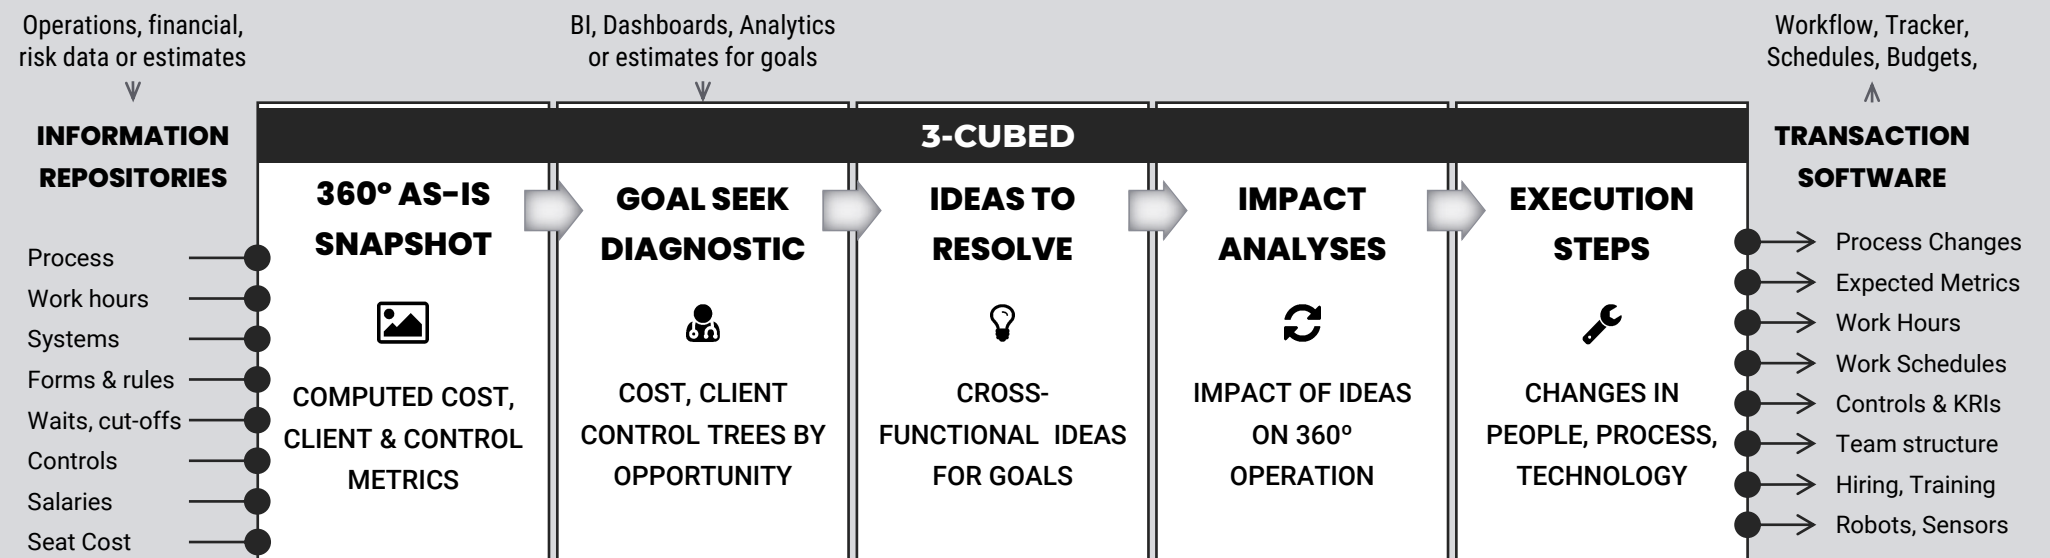 Operations, financial,
risk data or estimates
BI, Dashboards, Analytics
or estimates for goals
Workflow, Tracker,
Schedules, Budgets,
INFORMATION
REPOSITORIES
3-CUBED
TRANSACTION
SOFTWARE
Process
Work hours
Systems
Forms & rules
Waits, cut-offs
Controls
Salaries
Seat Cost
360º AS-IS
SNAPSHOT
COMPUTED COST,
CLIENT & CONTROL
METRICS
GOAL SEEK
DIAGNOSTIC
COST, CLIENT
CONTROL TREES BY
OPPORTUNITY
IDEAS TO
RESOLVE
CROSS-
FUNCTIONAL  IDEAS
FOR GOALS
IMPACT
ANALYSES
IMPACT OF IDEAS
ON 360º
OPERATION
EXECUTION
STEPS
CHANGES IN
PEOPLE, PROCESS,
TECHNOLOGY
Process Changes
Expected Metrics
Work Hours
Work Schedules
Controls & KRIs
Team structure
Hiring, Training
Robots, Sensors